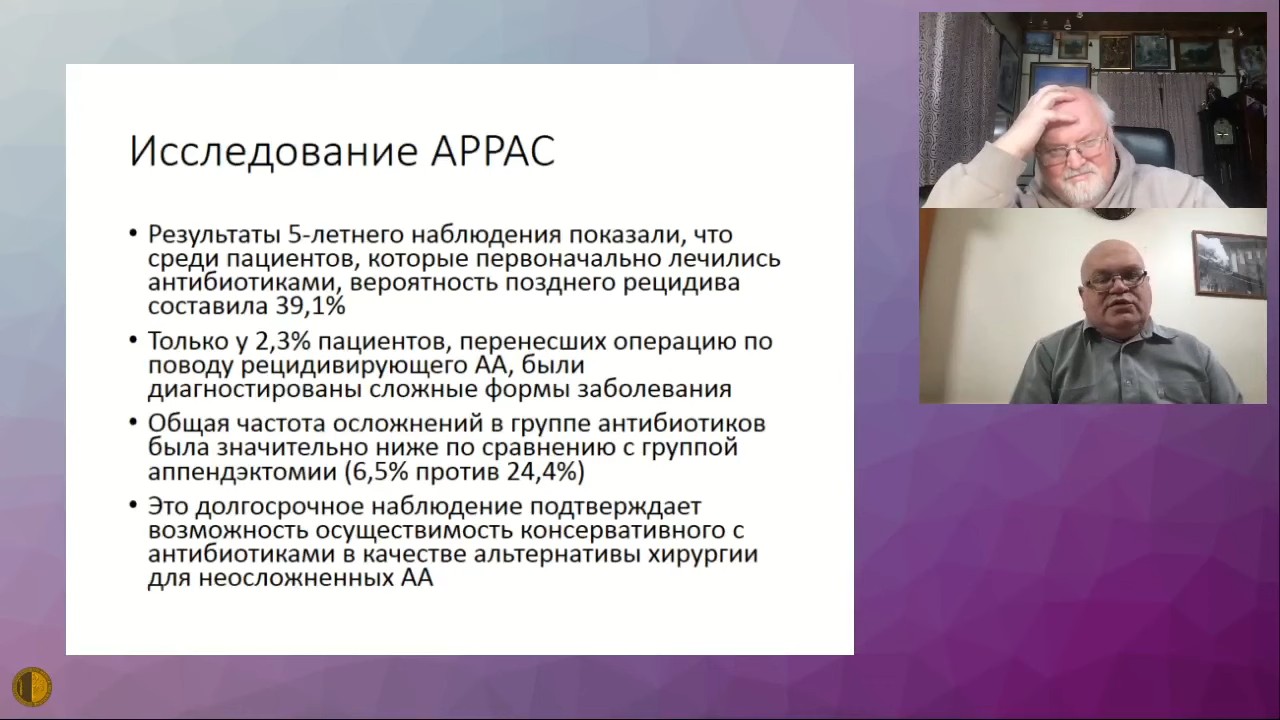 Исследование APPAC
• Результаты 5-летнего наблюдения показали, что
среди пациентов, которые первоначально лечились
антибиотиками, вероятность позднего рецидива
составила 39,1%
• Только у 2,3% пациентов, перенесших операцию по
поводу рецидивирующего АА, были
диагностированы сложные формы заболевания
• Общая частота осложнений в группе антибиотиков
была значительно ниже по сравнению с группой
аппендэктомии (6,5% против 24,4%)
• Это долгосрочное наблюдение подтверждает
возможность осуществимость консервативного с
антибиотиками в качестве альтернативы хирургии
для неосложненных АА